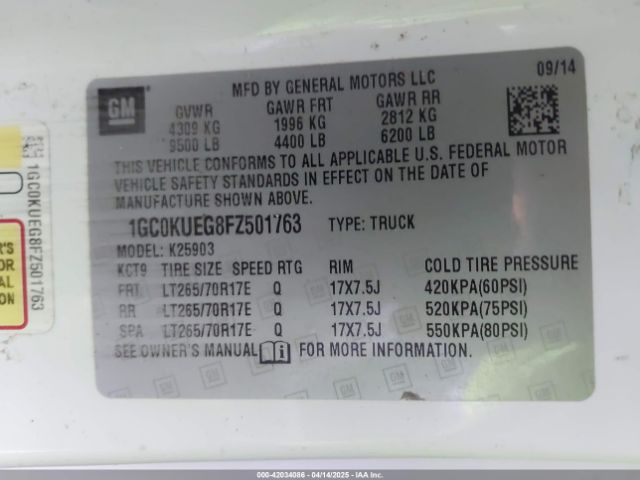 GM
MFD BY GENERAL MOTORS LLC
09/14
GVWR GAWR FRT GAWR RR
4309 KG 1996 KG 2812 KG
9500 LB 4400 LB 6200 LB
THIS VEHICLE CONFORMS TO ALL APPLICABLE U.S. FEDERAL MOTOR
VEHICLE SAFETY STANDARDS IN EFFECT ON THE DATE OF
MANUFACTURE SHOWN ABOVE.
1GC0KUEG8FZ501763 TYPE: TRUCK
MODEL: K25903
KCT9 TIRE SIZE SPEED RTG RIM COLD TIRE PRESSURE
FRT LT265/70R17E Q 17X7.5J 420KPA(60PSI)
RR LT265/70R17E Q 17X7.5J 520KPA(75PSI)
SPA LT265/70R17E Q 17X7.5J 550KPA(80PSI)
SEE OWNER'S MANUAL i FOR MORE INFORMATION.
1GC0KUEG8FZ501763
000-42034086 - 04/14/2025 - IAA, Inc.